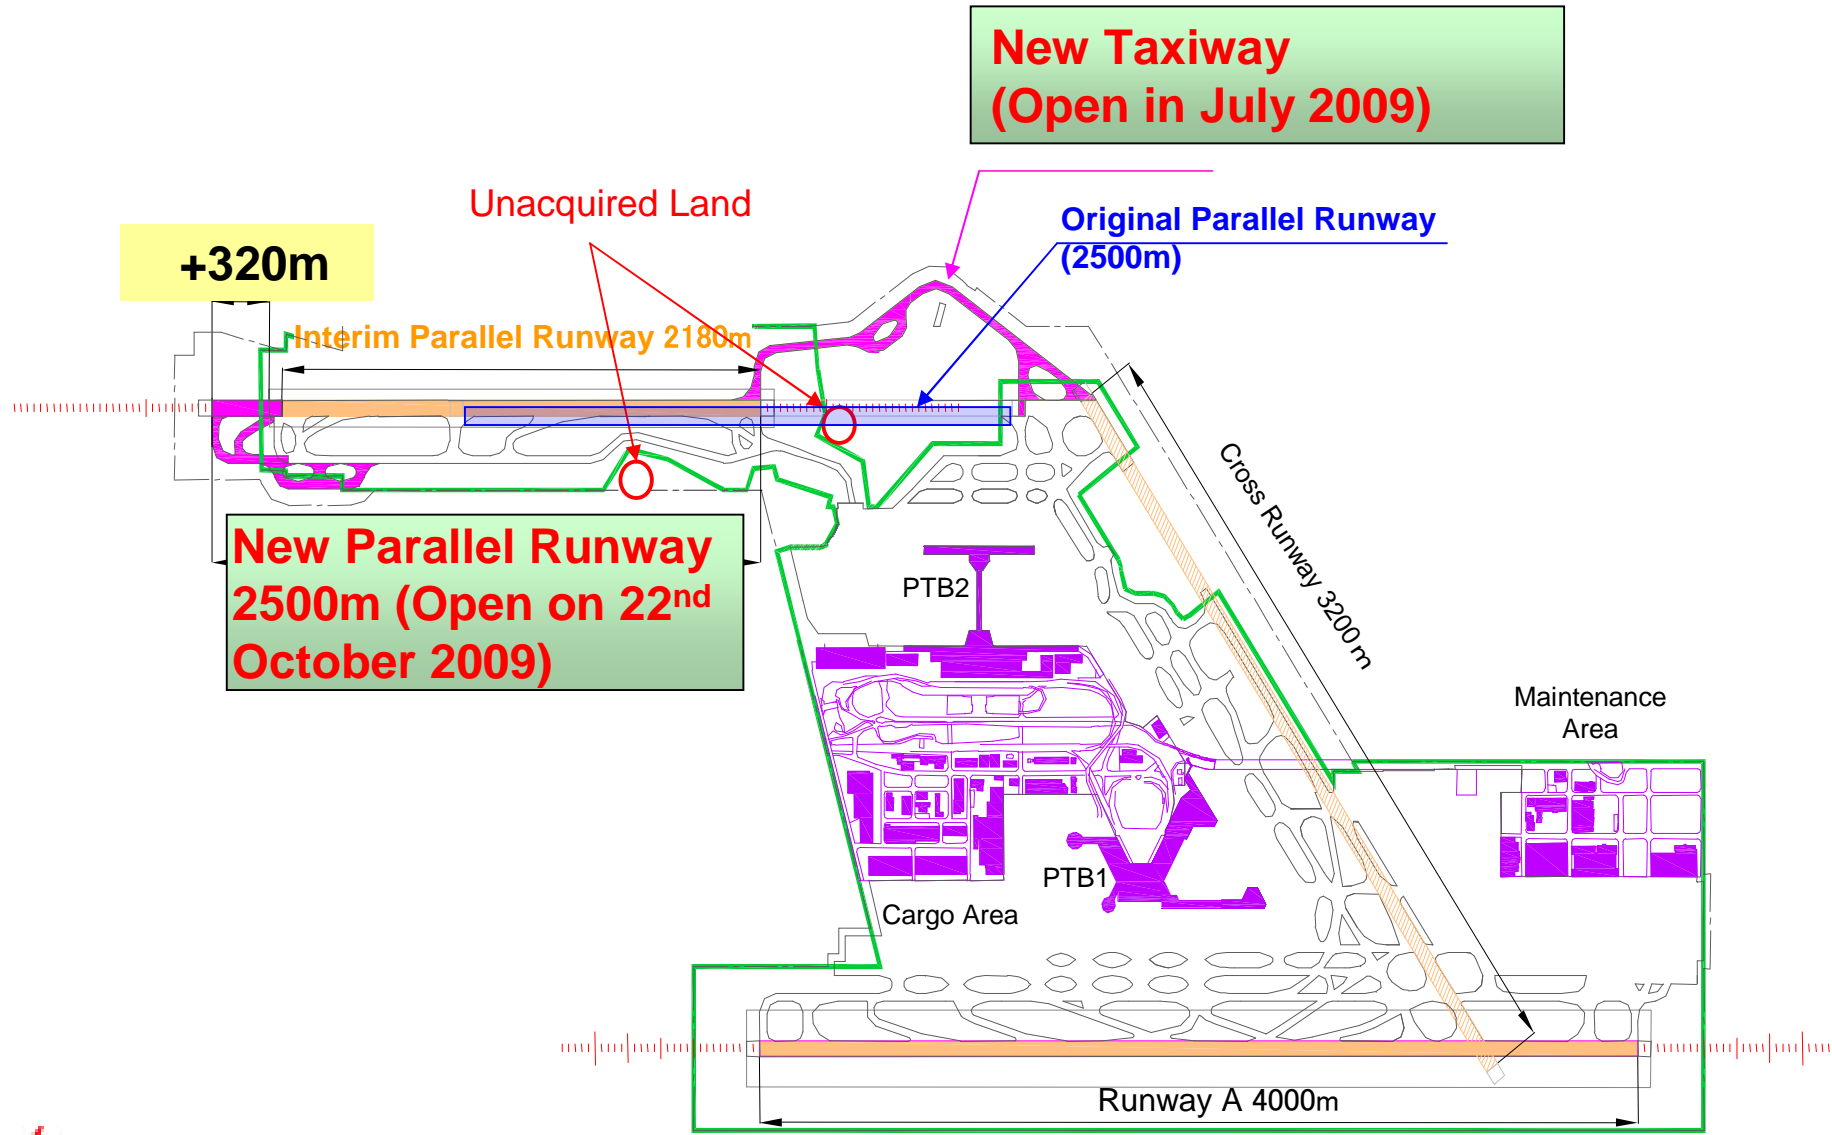 New Taxiway
(Open in July 2009)
Unacquired Land
Original Parallel Runway
(2500m)
+320m
Interim Parallel Runway 2180m
New Parallel Runway
2500m (Open on 22nd
October 2009)
PTB2
Cross Runway 3200m
Maintenance
Area
PTB1
Cargo Area
Runway A 4000m